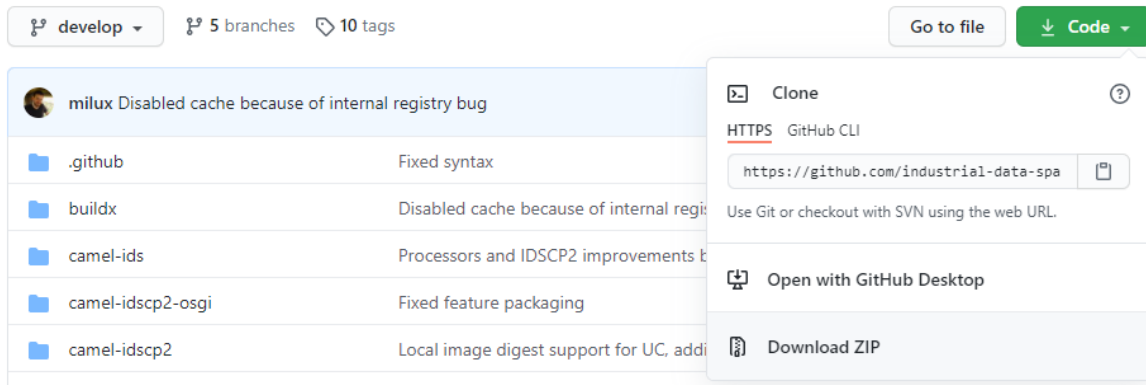 develop 5 branches 10 tags Go to file Code
milux Disabled cache because of internal registry bug
Clone
HTTPS GitHub CLI
https://github.com/industrial-data-spa
Use Git or checkout with SVN using the web URL.
Open with GitHub Desktop
Download ZIP
.github Fixed syntax
buildx Disabled cache because of internal regis
camel-ids Processors and IDSCP2 improvements b
camel-idscp2-osgi Fixed feature packaging
camel-idscp2 Local image digest support for UC, addi